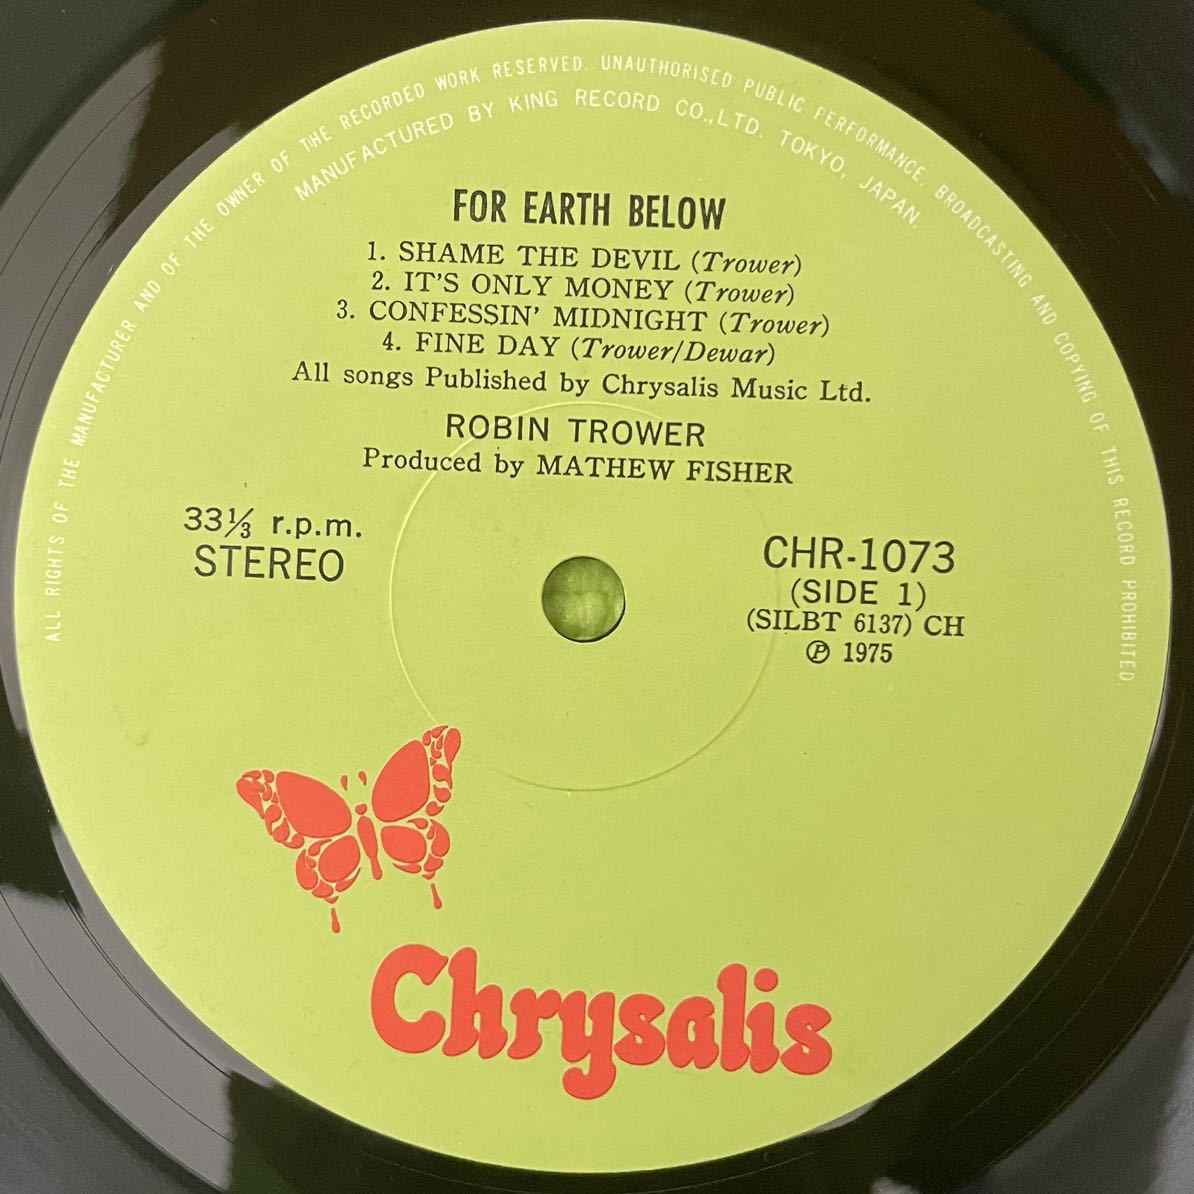 ALL RIGHTS OF THE MANUFACTURER AND OF THE OWNER OF THE RECORDED WORK RESERVED. UNAUTHORISED PUBLIC PERFORMANCE. BROADCASTING AND COPYING OF THIS RECORD PROHIBITED.
MANUFACTURED BY KING RECORD CO.,LTD. TOKYO, JAPAN.
FOR EARTH BELOW
1. SHAME THE DEVIL (Trower)
2. IT'S ONLY MONEY (Trower)
3. CONFESSIN' MIDNIGHT (Trower)
4. FINE DAY (Trower/Dewar)
All songs Published by Chrysalis Music Ltd.
ROBIN TROWER
Produced by MATHEW FISHER
33⅓ r.p.m.
STEREO
CHR-1073
(SIDE 1)
(SILBT 6137) CH
℗ 1975
Chrysalis